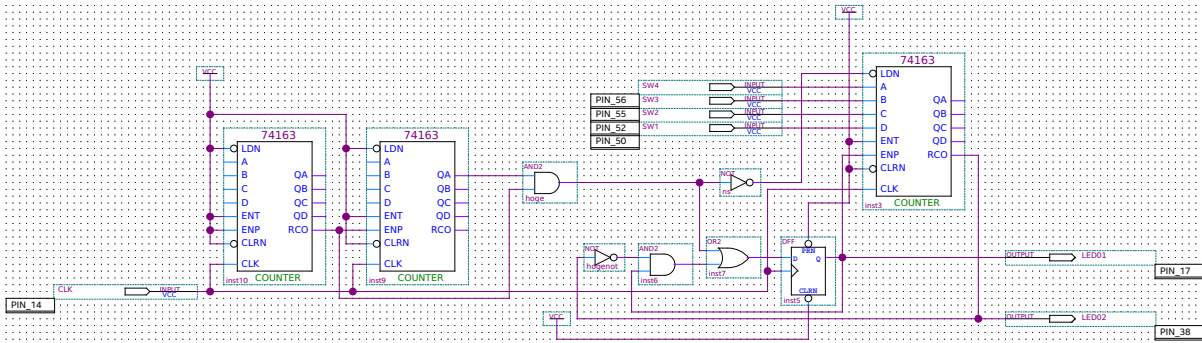 VCC
74163
LDN
A
B
C
D
ENT
ENP
CLRN
CLK
QA
QB
QC
QD
RCO
inst3
COUNTER
SW4
INPUT
VCC
PIN_56
SW3
INPUT
VCC
PIN_55
SW2
INPUT
VCC
PIN_52
SW1
INPUT
VCC
PIN_50
VCC
74163
LDN
A
B
C
D
ENT
ENP
CLRN
CLK
QA
QB
QC
QD
RCO
inst10
COUNTER
74163
LDN
A
B
C
D
ENT
ENP
CLRN
CLK
QA
QB
QC
QD
RCO
inst9
COUNTER
AND2
hoge
NOT
ns
NOT
hogenot
AND2
inst6
OR2
inst7
DFF
PRN
D
Q
CLRN
inst5
OUTPUT
LED01
PIN_17
CLK
INPUT
VCC
PIN_14
VCC
OUTPUT
LED02
PIN_38